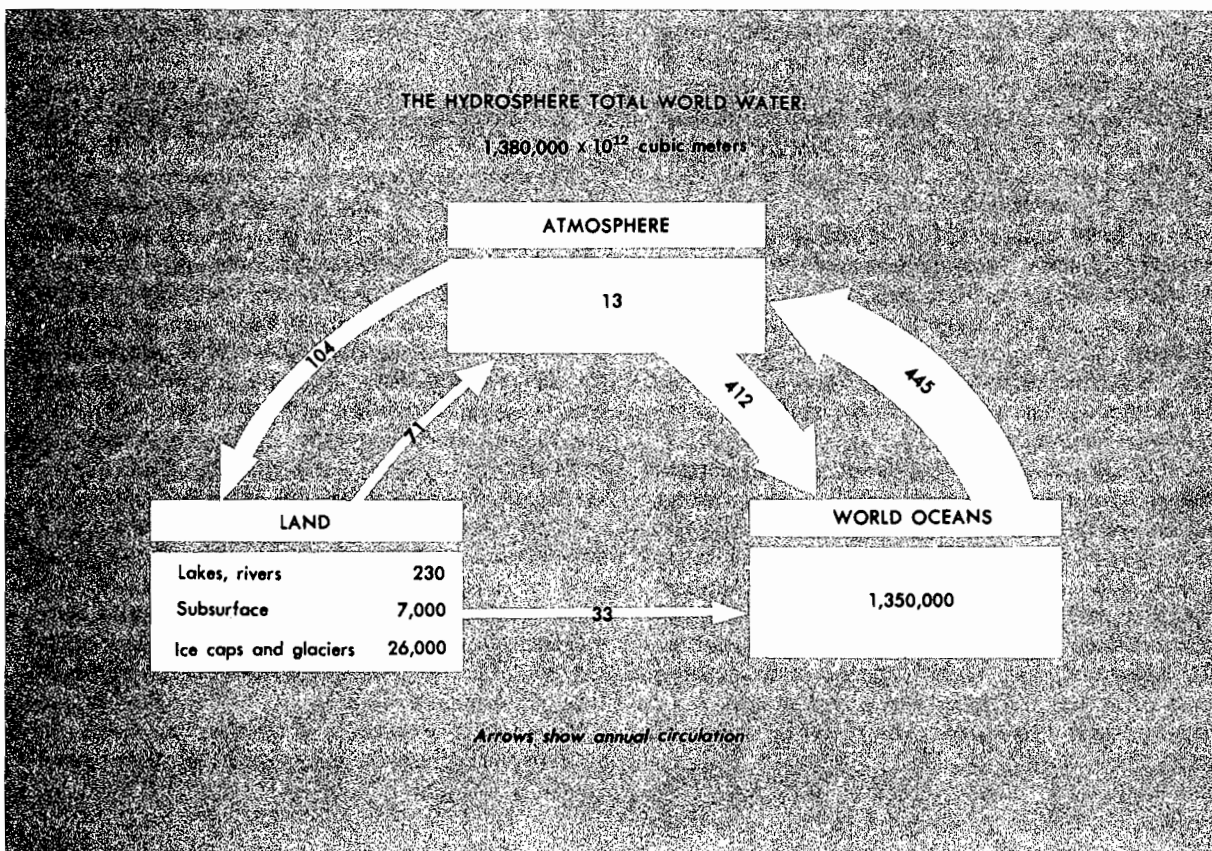 THE HYDROSPHERE TOTAL WORLD WATER:
1,380,000 x 10¹² cubic meters
ATMOSPHERE
13
104
71
412
445
LAND
Lakes, rivers 230
Subsurface 7,000
Ice caps and glaciers 26,000
33
WORLD OCEANS
1,350,000
Arrows show annual circulation